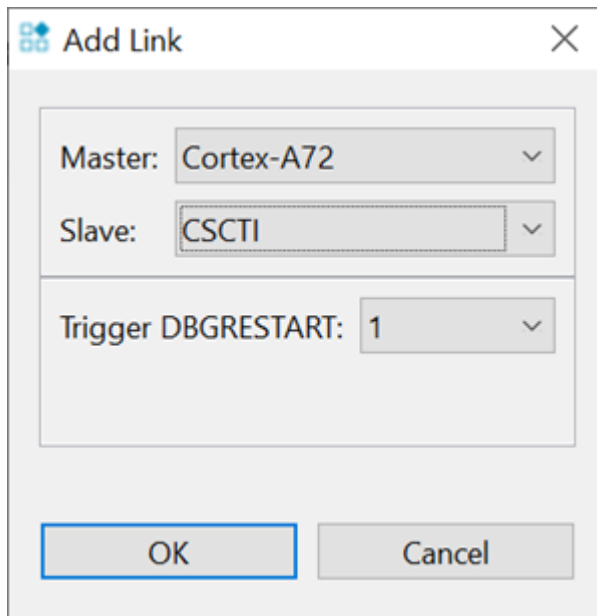 Add Link
Master: Cortex-A72
Slave: CSCTI
Trigger DBGRESTART: 1
OK Cancel